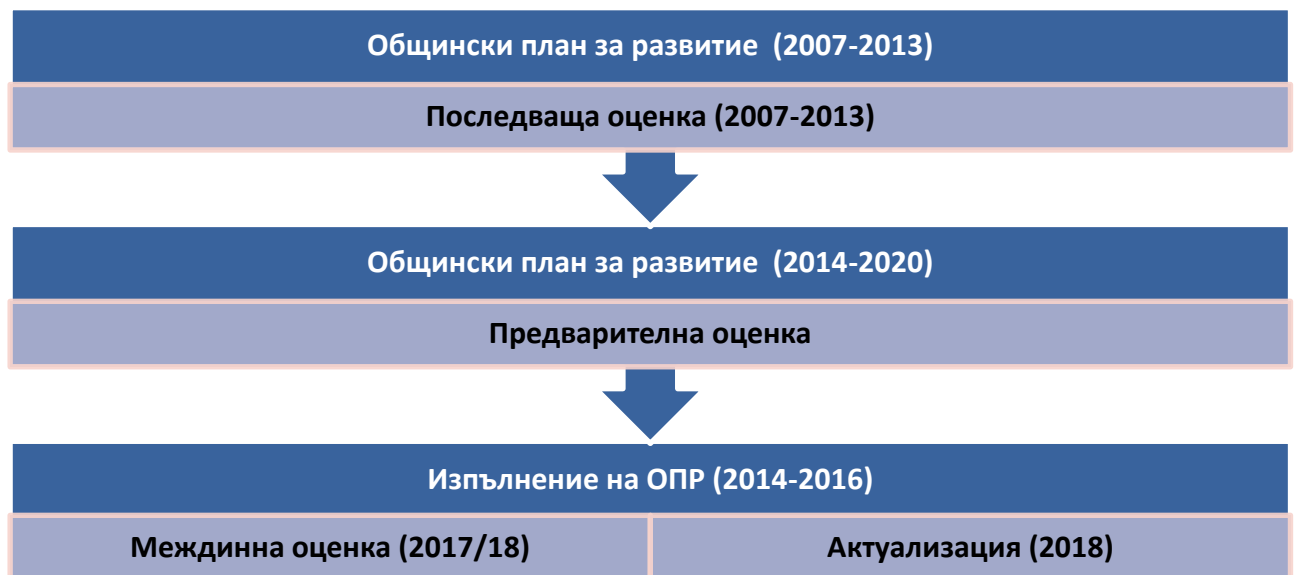 Общински план за развитие  (2007-2013)
Последваща оценка (2007-2013)
Общински план за развитие  (2014-2020)
Предварителна оценка
Изпълнение на ОПР (2014-2016)
Междинна оценка (2017/18)
Актуализация (2018)